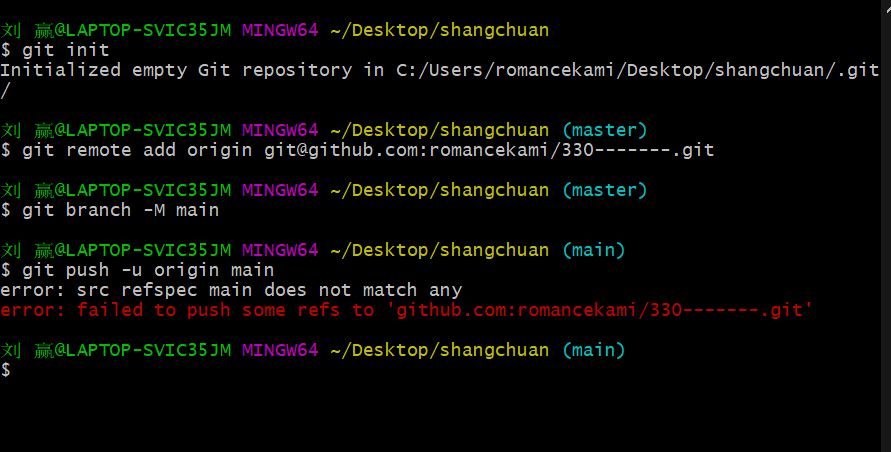 刘 赢@LAPTOP-SVIC35JM MINGW64 ~/Desktop/shangchuan
$ git init
Initialized empty Git repository in C:/Users/romancekami/Desktop/shangchuan/.git
/
刘 赢@LAPTOP-SVIC35JM MINGW64 ~/Desktop/shangchuan (master)
$ git remote add origin git@github.com:romancekami/330-------.git
刘 赢@LAPTOP-SVIC35JM MINGW64 ~/Desktop/shangchuan (master)
$ git branch -M main
刘 赢@LAPTOP-SVIC35JM MINGW64 ~/Desktop/shangchuan (main)
$ git push -u origin main
error: src refspec main does not match any
error: failed to push some refs to 'github.com:romancekami/330-------.git'
刘 赢@LAPTOP-SVIC35JM MINGW64 ~/Desktop/shangchuan (main)
$